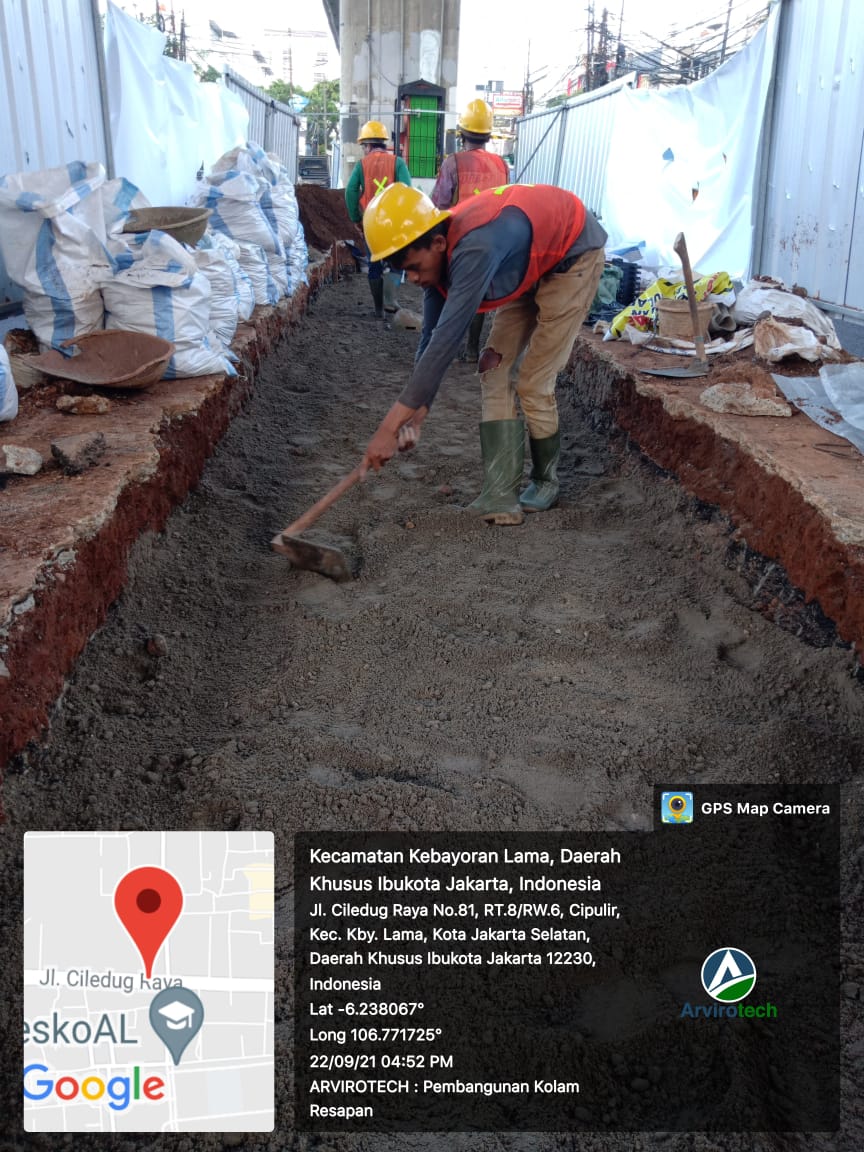 GPS Map Camera
Kecamatan Kebayoran Lama, Daerah
Khusus Ibukota Jakarta, Indonesia
Jl. Ciledug Raya No.81, RT.8/RW.6, Cipulir,
Kec. Kby. Lama, Kota Jakarta Selatan,
Daerah Khusus Ibukota Jakarta 12230,
Indonesia
Lat -6.238067°
Long 106.771725°
22/09/21 04:52 PM
ARVIROTECH : Pembangunan Kolam
Resapan
Arvirotech
Jl. Ciledug Raya
eskoAL
Google